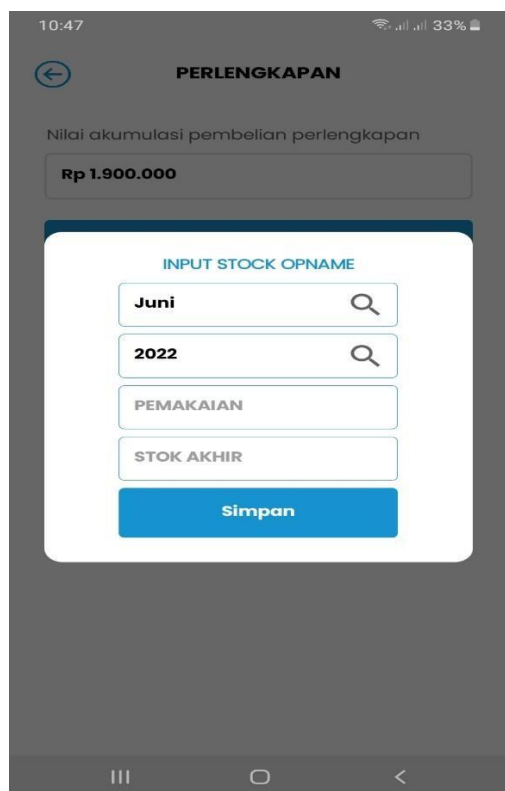 10:47
33%
PERLENGKAPAN
Nilai akumulasi pembelian perlengkapan
Rp 1.900.000
INPUT STOCK OPNAME
Juni
2022
PEMAKAIAN
STOK AKHIR
Simpan